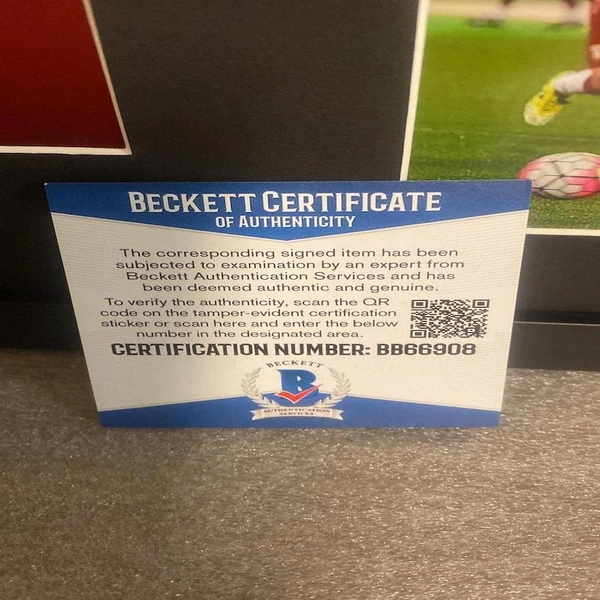 BECKETT CERTIFICATE
OF AUTHENTICITY
The corresponding signed item has been
subjected to examination by an expert from
Beckett Authentication Services and has
been deemed authentic and genuine.
To verify the authenticity, scan the QR
code on the tamper-evident certification
sticker or scan here and enter the below
number in the designated area.
CERTIFICATION NUMBER: BB66908
BECKETT
B
AUTHENTICATION
SERVICES